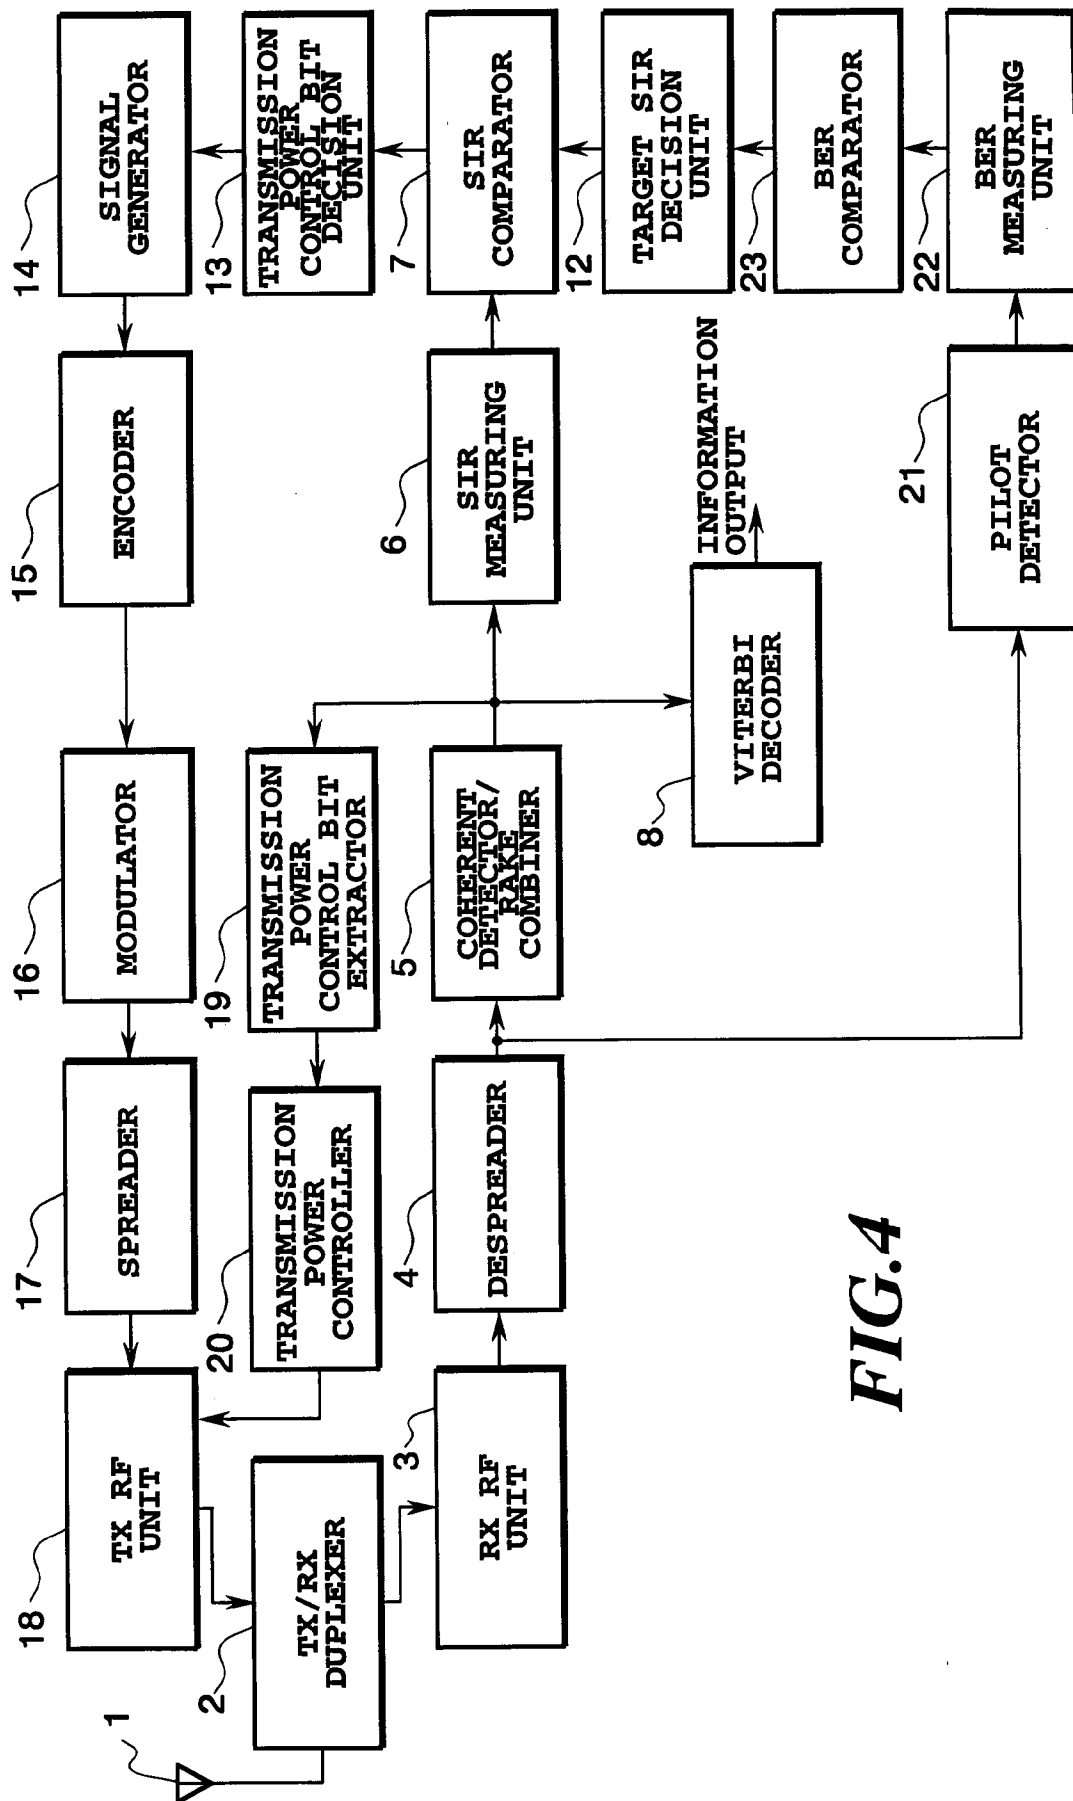 1
2
TX/RX
DUPLEXER
18
TX RF
UNIT
17
SPREADER
16
MODULATOR
15
ENCODER
14
SIGNAL
GENERATOR
20
TRANSMISSION
POWER
CONTROLLER
19
TRANSMISSION
POWER
CONTROL BIT
EXTRACTOR
13
TRANSMISSION
POWER
CONTROL BIT
DECISION
UNIT
3
RX RF
UNIT
4
DESPREADER
5
COHERENT
DETECTOR/
RAKE
COMBINER
6
SIR
MEASURING
UNIT
7
SIR
COMPARATOR
12
TARGET SIR
DECISION
UNIT
8
VITERBI
DECODER
INFORMATION
OUTPUT
23
BER
COMPARATOR
21
PILOT
DETECTOR
22
BER
MEASURING
UNIT
FIG.4